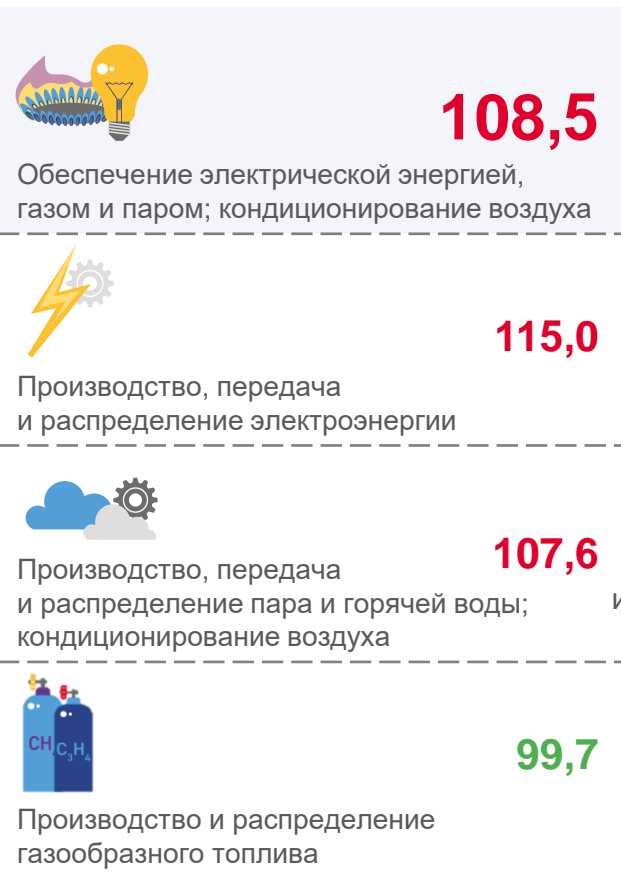 108,5
Обеспечение электрической энергией,
газом и паром; кондиционирование воздуха
115,0
Производство, передача
и распределение электроэнергии
107,6
Производство, передача
и распределение пара и горячей воды;
кондиционирование воздуха
CH
C₃H₄
99,7
Производство и распределение
газообразного топлива